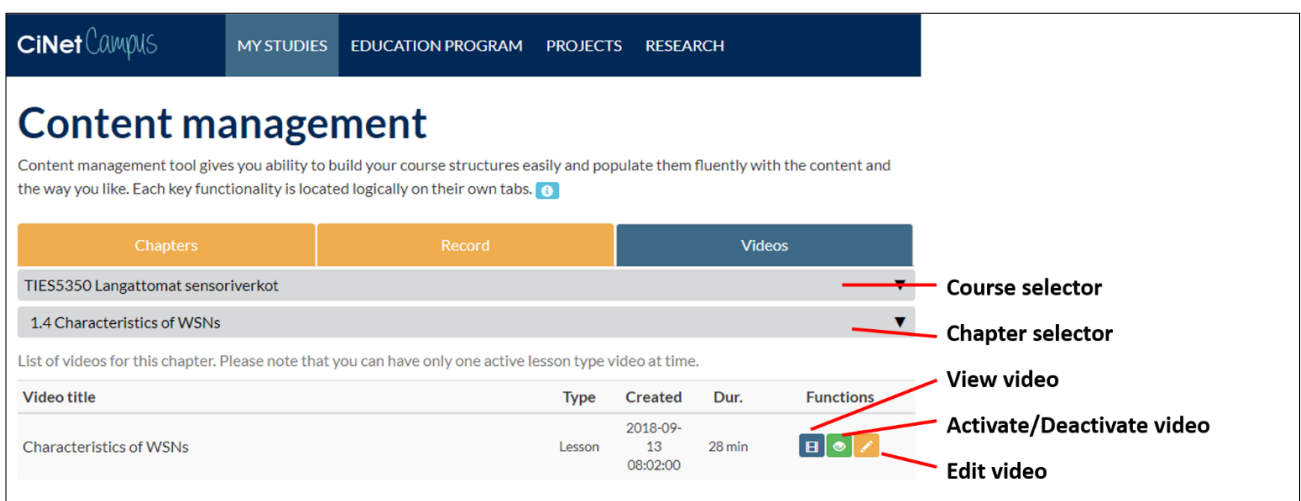 CiNet Campus
MY STUDIES EDUCATION PROGRAM PROJECTS RESEARCH
Content management
Content management tool gives you ability to build your course structures easily and populate them fluently with the content and
the way you like. Each key functionality is located logically on their own tabs.
Chapters Record Videos
TIES5350 Langattomat sensoriverkot
Course selector
1.4 Characteristics of WSNs
Chapter selector
List of videos for this chapter. Please note that you can have only one active lesson type video at time.
View video
Video title Type Created Dur. Functions
Activate/Deactivate video
Characteristics of WSNs Lesson 2018-09-
13
08:02:00 28 min
Edit video